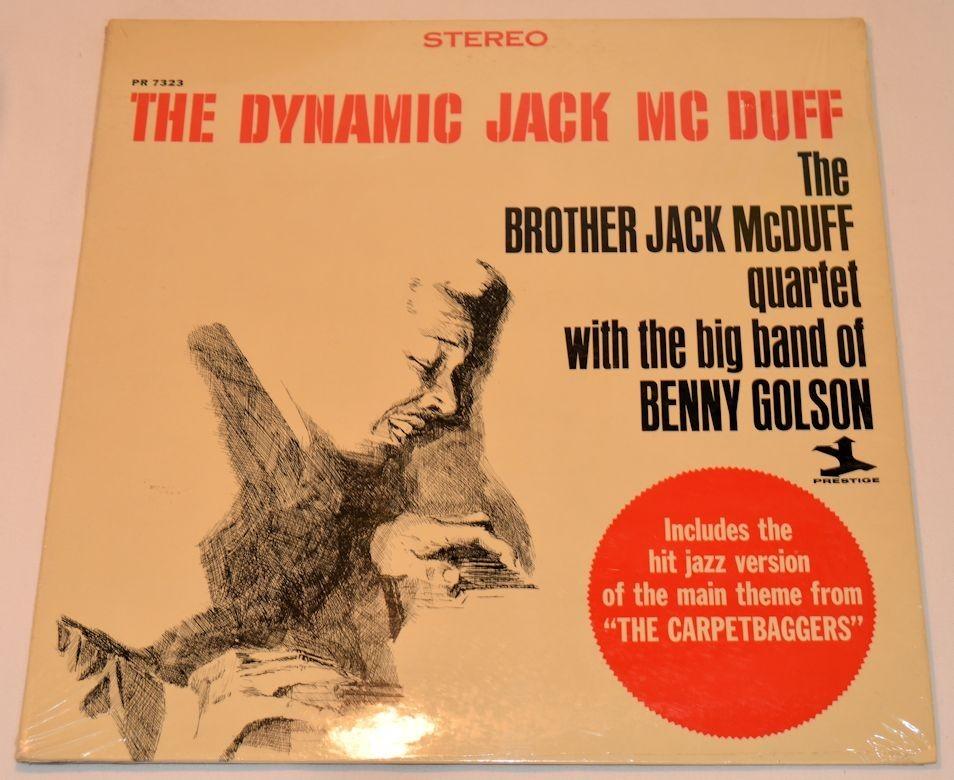 STEREO
PR 7323
THE DYNAMIC JACK MC DUFF
The
BROTHER JACK McDUFF
quartet
with the big band of
BENNY GOLSON
PRESTIGE
Includes the
hit jazz version
of the main theme from
“THE CARPETBAGGERS”